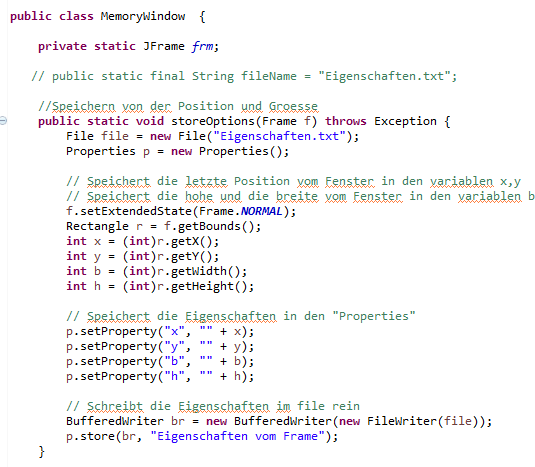 public class MemoryWindow  {
private static JFrame frm;
// public static final String fileName = "Eigenschaften.txt";
//Speichern von der Position und Groesse
public static void storeOptions(Frame f) throws Exception {
File file = new File("Eigenschaften.txt");
Properties p = new Properties();
// Speichert die letzte Position vom Fenster in den variablen x,y
// Speichert die hohe und die breite vom Fenster in den variablen b
f.setExtendedState(Frame.NORMAL);
Rectangle r = f.getBounds();
int x = (int)r.getX();
int y = (int)r.getY();
int b = (int)r.getWidth();
int h = (int)r.getHeight();
// Speichert die Eigenschaften in den "Properties"
p.setProperty("x", "" + x);
p.setProperty("y", "" + y);
p.setProperty("b", "" + b);
p.setProperty("h", "" + h);
// Schreibt die Eigenschaften im file rein
BufferedWriter br = new BufferedWriter(new FileWriter(file));
p.store(br, "Eigenschaften vom Frame");
}